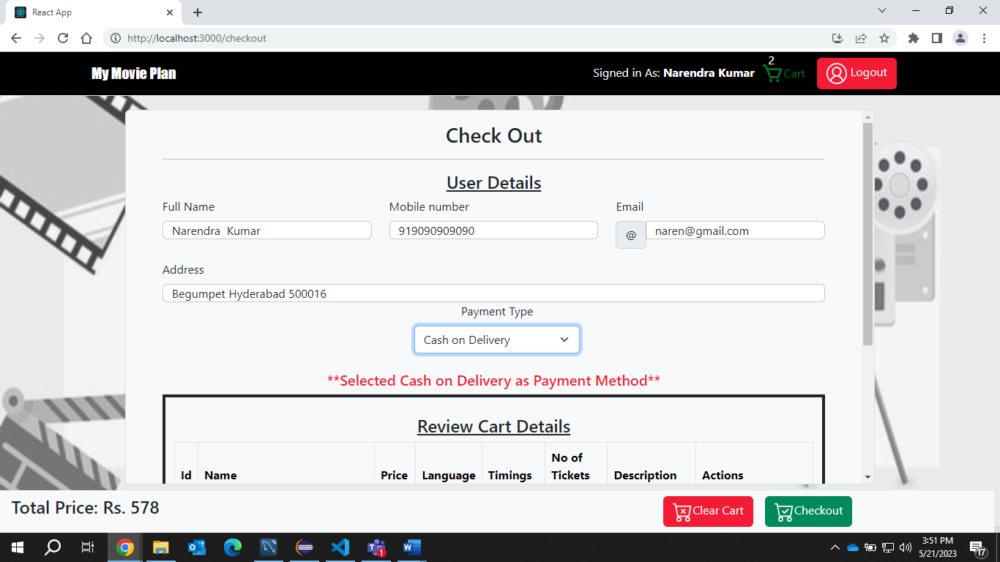 React App
http://localhost:3000/checkout
My Movie Plan
Signed in As: Narendra Kumar
2
Cart
Logout
Check Out
User Details
Full Name
Mobile number
Email
Narendra  Kumar
919090909090
@
naren@gmail.com
Address
Begumpet Hyderabad 500016
Payment Type
Cash on Delivery
**Selected Cash on Delivery as Payment Method**
Review Cart Details
Id
Name
Price
Language
Timings
No of
Tickets
Description
Actions
Total Price: Rs. 578
Clear Cart
Checkout
1
3:51 PM
5/21/2023
17